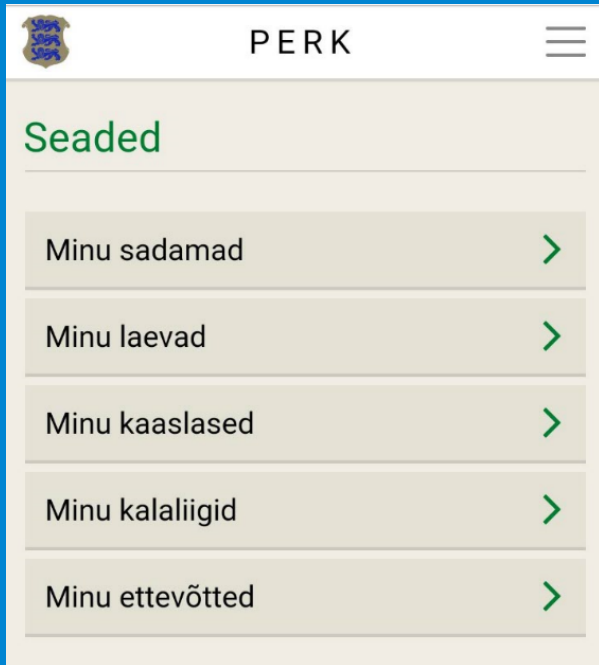 PERK
Seaded
Minu sadamad
Minu laevad
Minu kaaslased
Minu kalaliigid
Minu ettevõtted